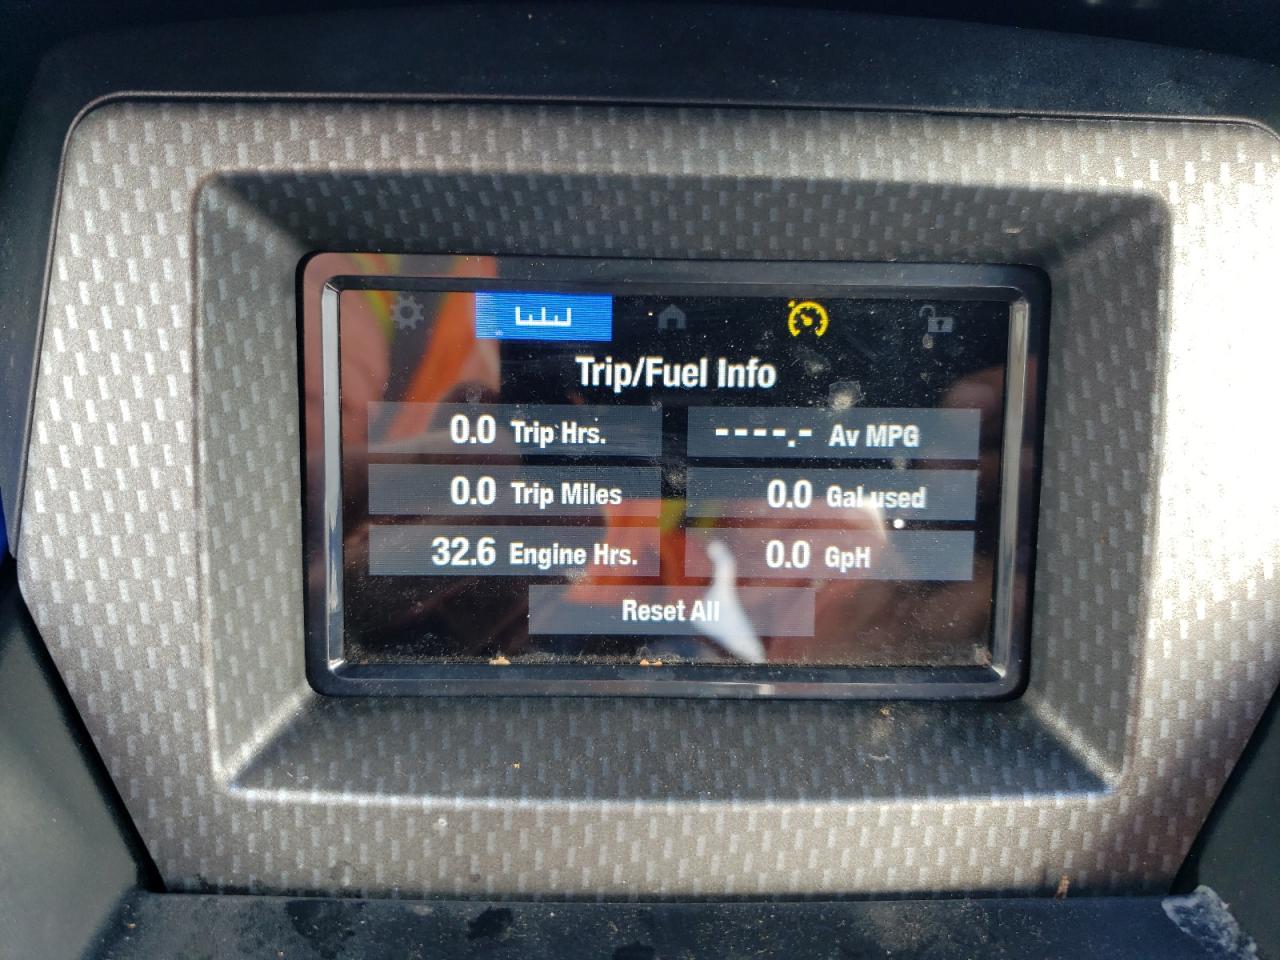 Trip/Fuel Info
0.0 Trip Hrs.
----.- Av MPG
0.0 Trip Miles
0.0 Gal used
32.6 Engine Hrs.
0.0 GpH
Reset All